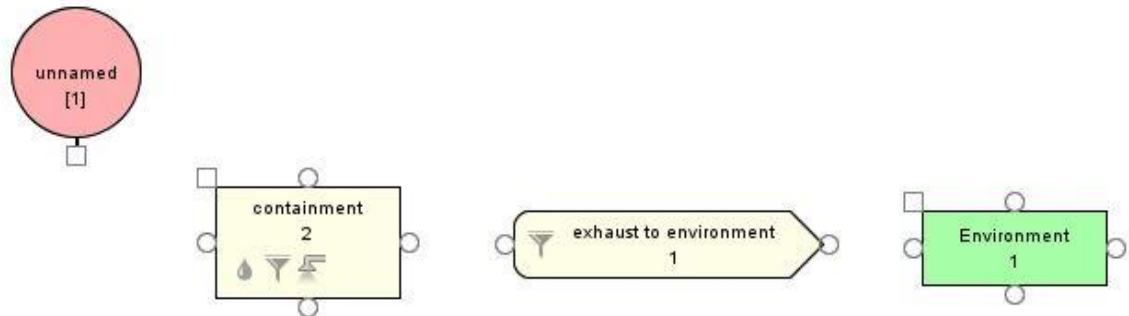 unnamed
[1]
containment
2
exhaust to environment
1
Environment
1